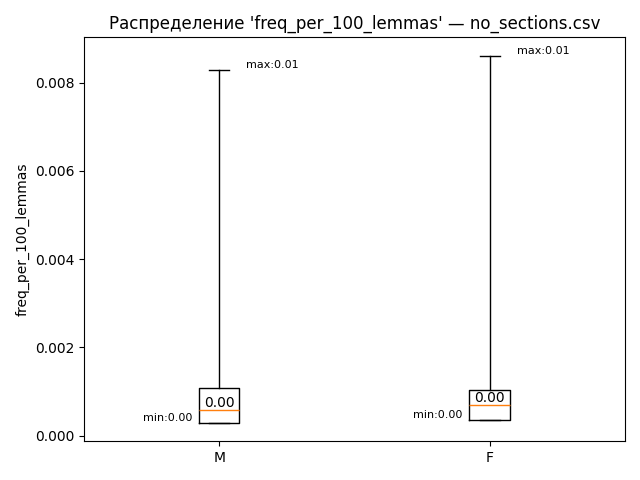 Распределение 'freq_per_100_lemmas' — no_sections.csv
max:0.01
max:0.01
0.008
0.006
freq_per_100_lemmas
0.004
0.002
0.00
0.00
min:0.00
min:0.00
0.000
M
F